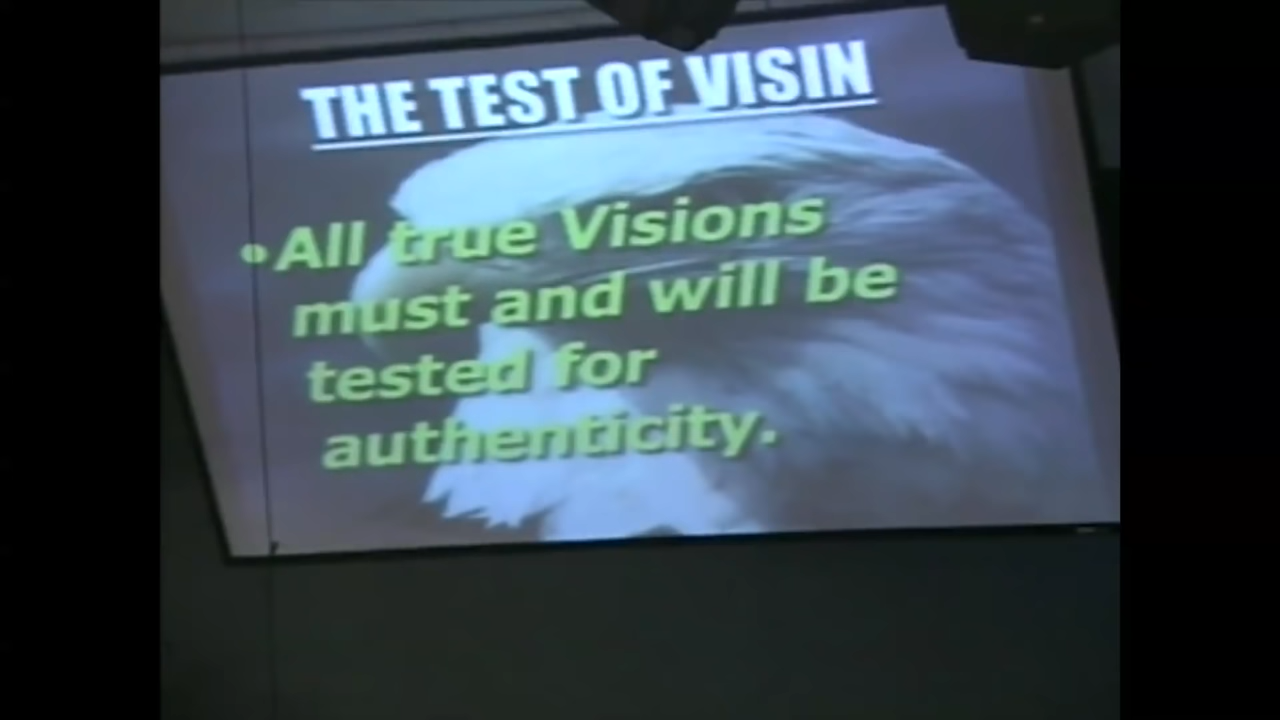 THE TEST OF VISIN
•All true Visions
must and will be
tested for
authenticity.